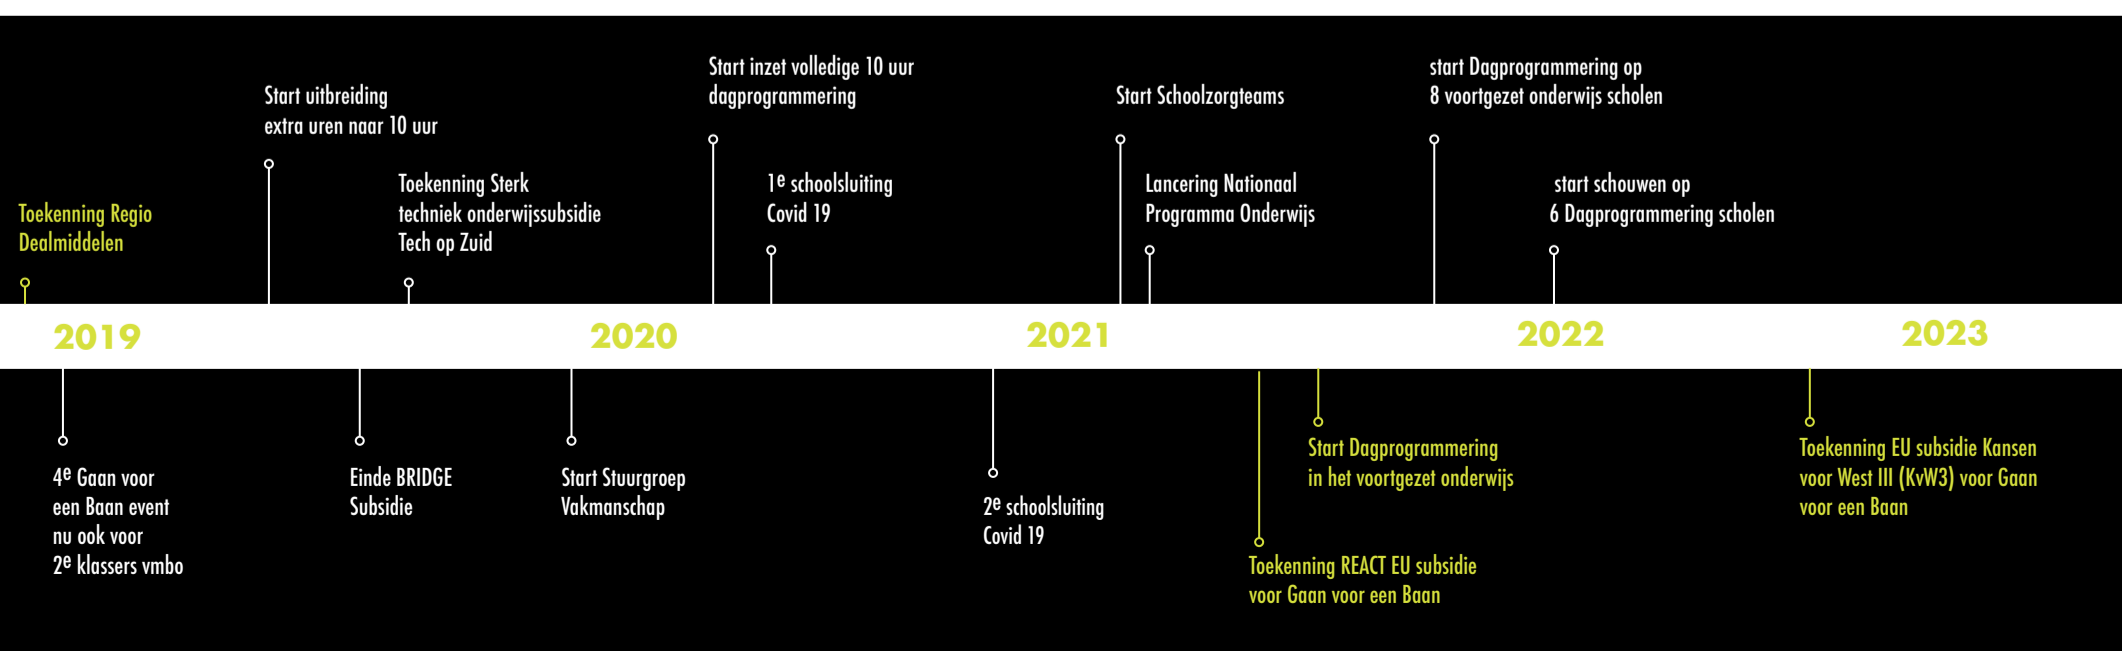 Toekenning Regio
Dealmiddelen
Start uitbreiding
extra uren naar 10 uur
Toekenning Sterk
techniek onderwijssubsidie
Tech op Zuid
Start inzet volledige 10 uur
dagprogrammering
1e schoolsluiting
Covid 19
Start Schoolzorgteams
Lancering Nationaal
Programma Onderwijs
start Dagprogrammering op
8 voortgezet onderwijs scholen
start schouwen op
6 Dagprogrammering scholen
2019
2020
2021
2022
2023
4e Gaan voor
een Baan event
nu ook voor
2e klassers vmbo
Einde BRIDGE
Subsidie
Start Stuurgroep
Vakmanschap
2e schoolsluiting
Covid 19
Toekenning REACT EU subsidie
voor Gaan voor een Baan
Start Dagprogrammering
in het voortgezet onderwijs
Toekenning EU subsidie Kansen
voor West III (KvW3) voor Gaan
voor een Baan